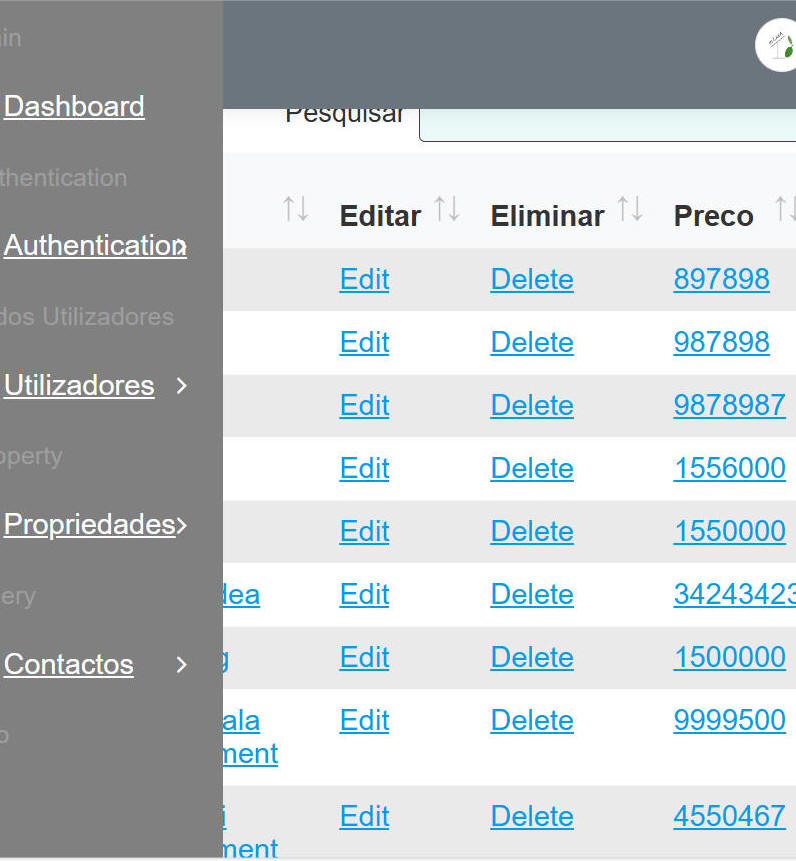 in
Dashboard
thentication
Authentication
dos Utilizadores
Utilizadores
operty
Propriedades
ery
Contactos
o
Pesquisar
Editar Eliminar Preco
Edit Delete 897898
Edit Delete 987898
Edit Delete 9878987
Edit Delete 1556000
Edit Delete 1550000
dea Edit Delete 34243423
g Edit Delete 1500000
ala Edit Delete 9999500
ment
i Edit Delete 4550467
ment